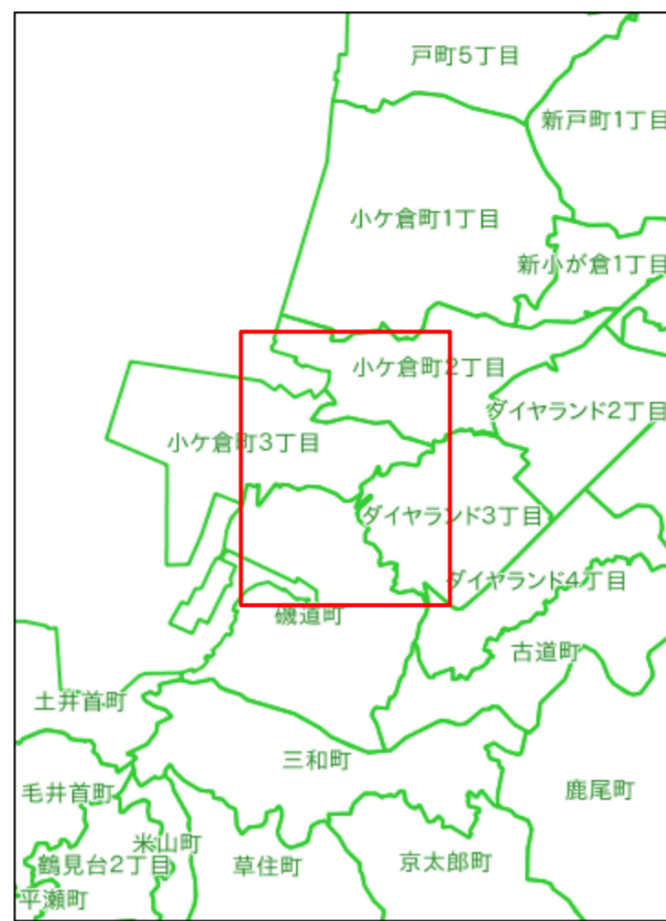 戸町5丁目
新戸町1丁目
小ケ倉町1丁目
新小が倉1丁目
小ケ倉町2丁目
ダイヤランド2丁目
小ケ倉町3丁目
ダイヤランド3丁目
ダイヤランド4丁目
磯道町
古道町
土井首町
三和町
毛井首町
鹿尾町
米山町
鶴見台2丁目
草住町
京太郎町
平瀬町